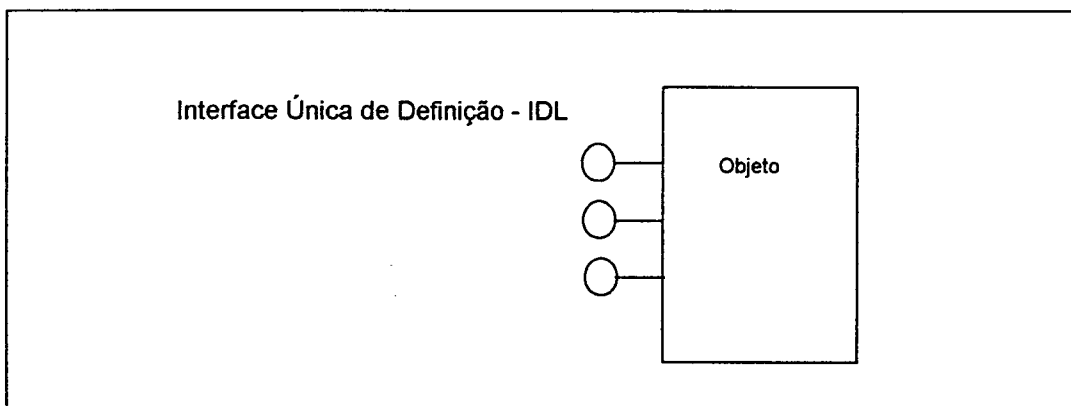 Interface Única de Definição - IDL
Objeto